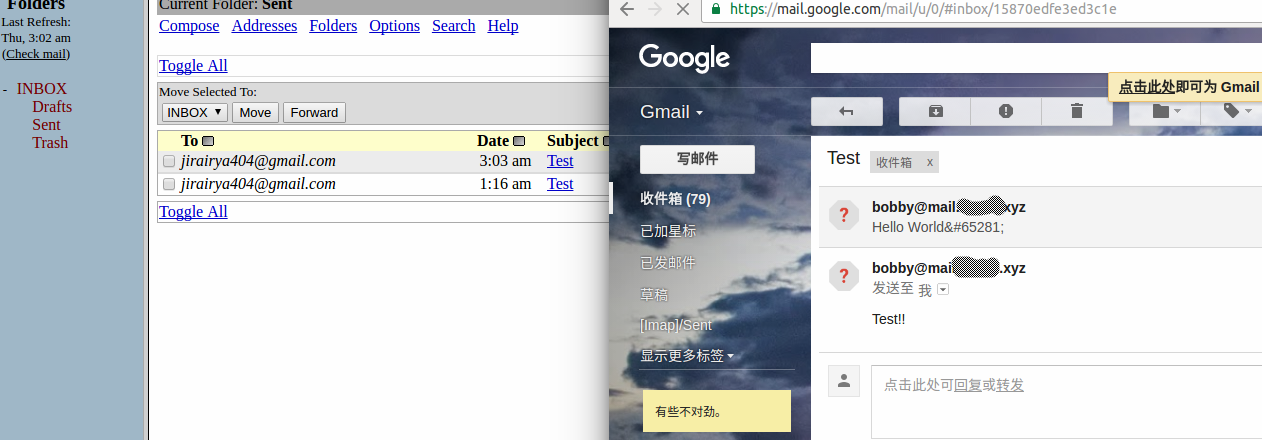 Folders
Last Refresh:
Thu, 3:02 am
(Check mail)
- INBOX
Drafts
Sent
Trash
Current Folder: Sent
Compose Addresses Folders Options Search Help
Toggle All
Move Selected To:
INBOX ▼ Move Forward
To Date Subject
jirairya404@gmail.com 3:03 am Test
jirairya404@gmail.com 1:16 am Test
Toggle All
https://mail.google.com/mail/u/0/#inbox/15870edfe3ed3c1e
Google
点击此处即可为 Gmail
Gmail
写邮件
收件箱 (79)
已加星标
已发邮件
草稿
[Imap]/Sent
显示更多标签
有些不对劲。
Test 收件箱 x
bobby@mail. xyz
Hello World&#65281;
bobby@mai .xyz
发送至 我
Test!!
点击此处可回复或转发